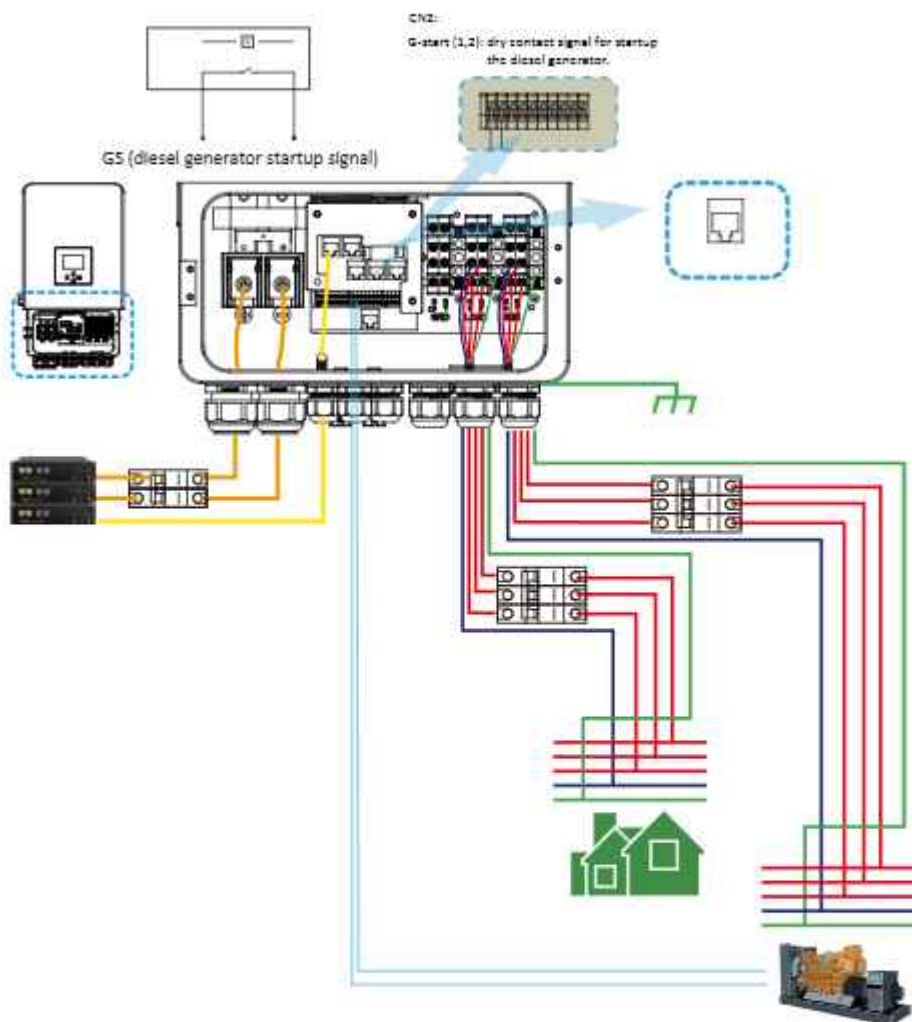 CN2:
G-start (1,2): dry contact signal for startup
the diesel generator.
GS (diesel generator startup signal)